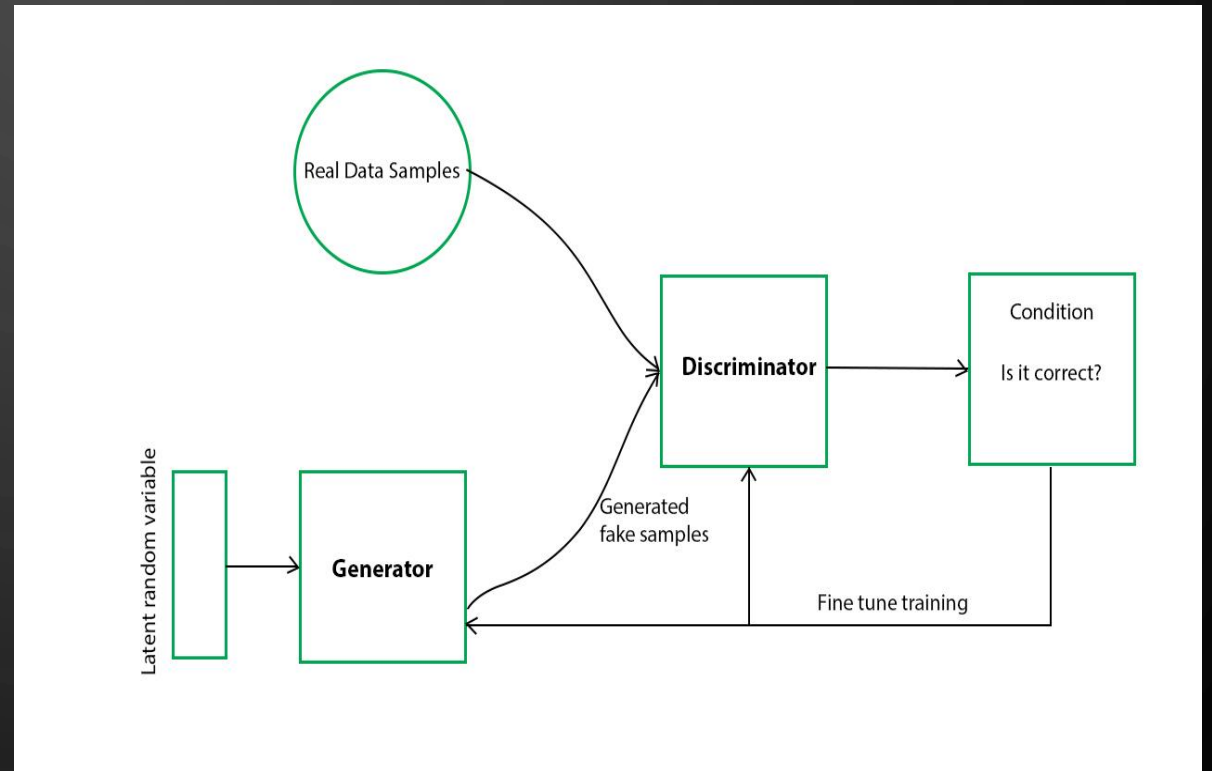 Real Data Samples
Condition
Is it correct?
Discriminator
Generated
fake samples
Latent random variable
Generator
Fine tune training